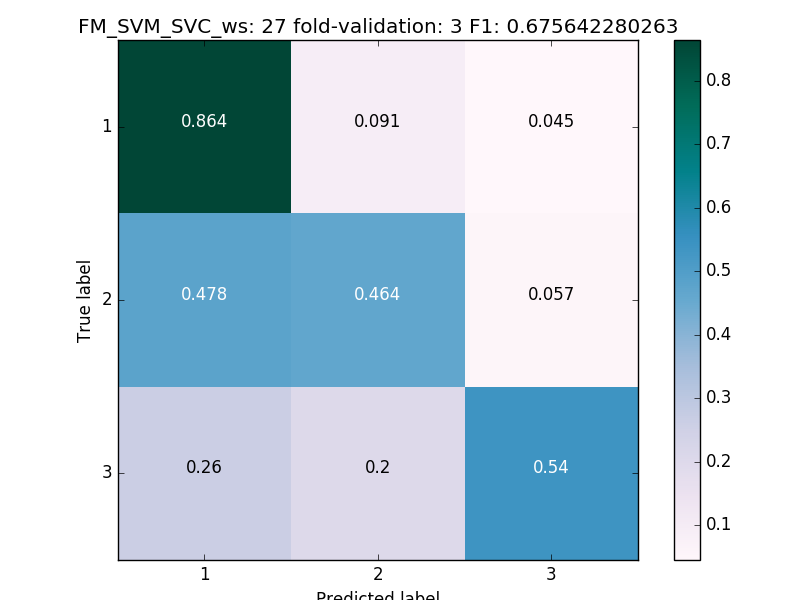 FM_SVM_SVC_ws: 27 fold-validation: 3 F1: 0.675642280263
0.8
1 0.864 0.091 0.045
0.7
0.6
True label
2 0.478 0.464 0.057
0.5
0.4
0.3
3 0.26 0.2 0.54
0.2
0.1
1 2 3
Predicted label